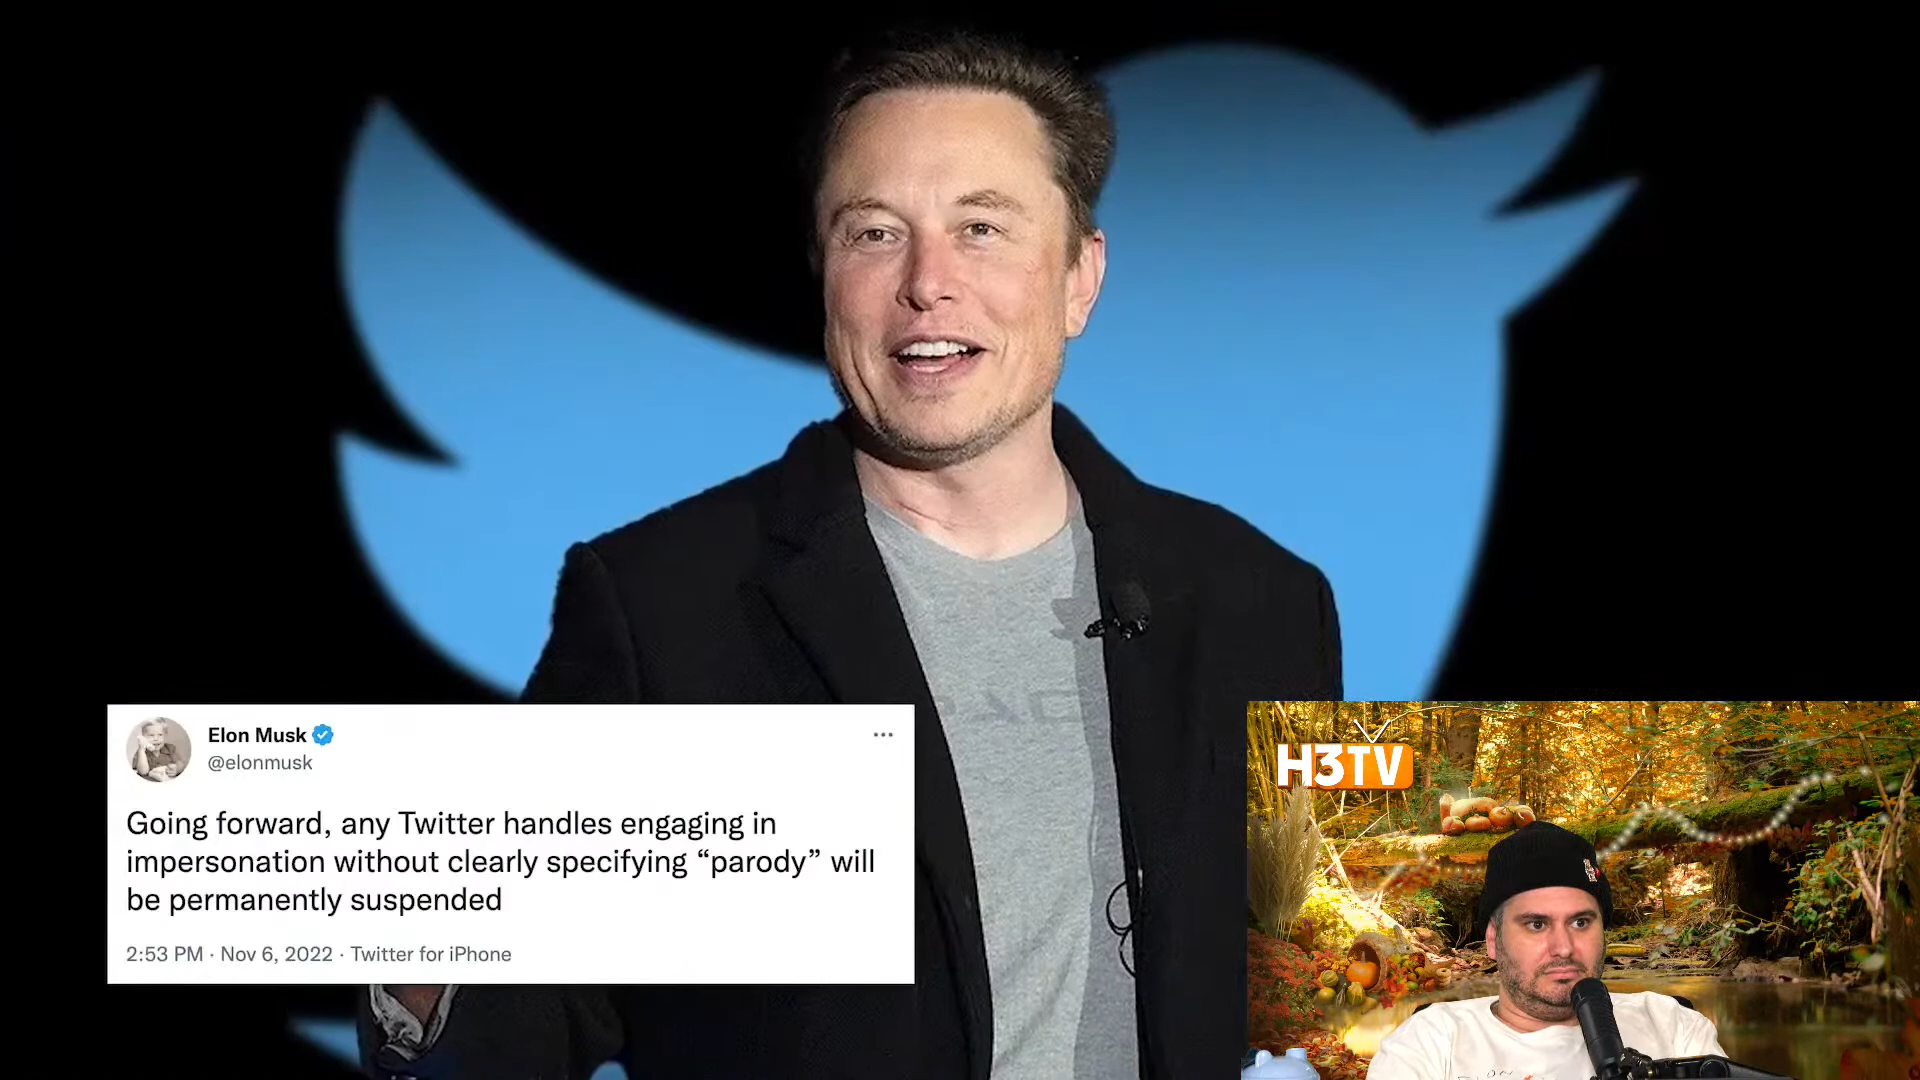 Elon Musk
@elonmusk
Going forward, any Twitter handles engaging in
impersonation without clearly specifying “parody” will
be permanently suspended
2:53 PM · Nov 6, 2022 · Twitter for iPhone
H3TV